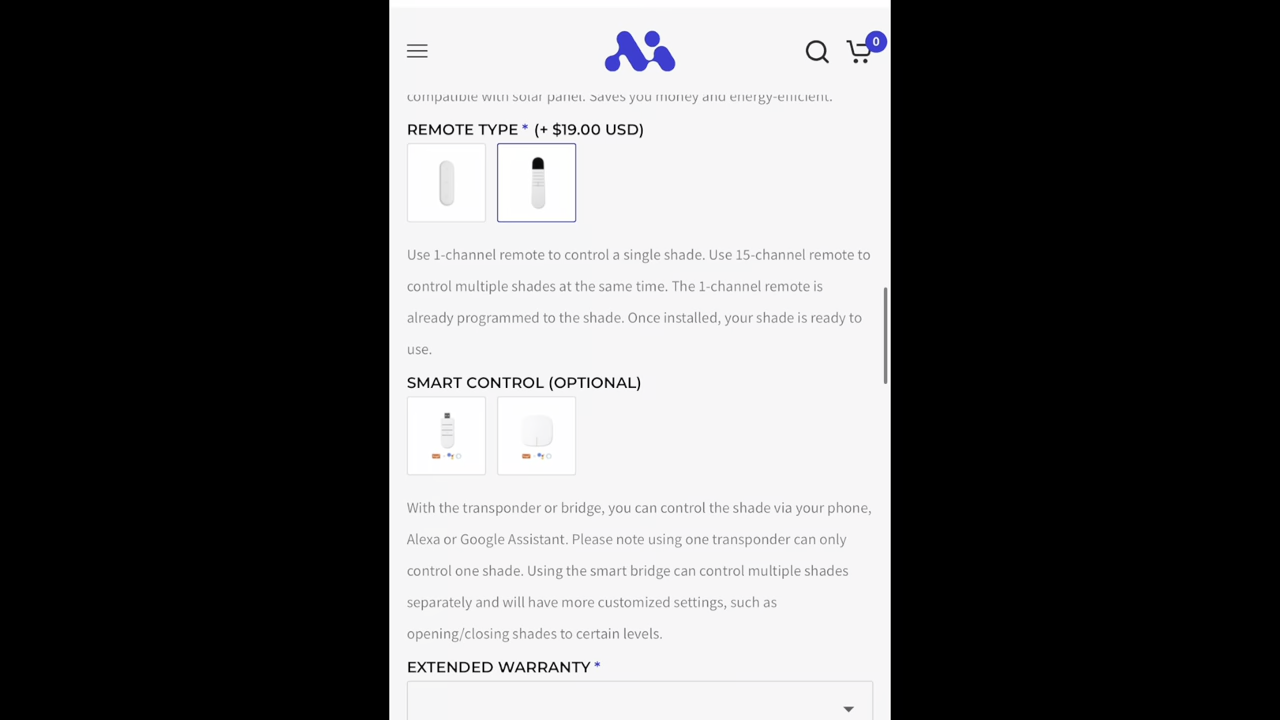 0
compatible with solar panel. Saves you money and energy-efficient.
REMOTE TYPE * (+ $19.00 USD)
Use 1-channel remote to control a single shade. Use 15-channel remote to
control multiple shades at the same time. The 1-channel remote is
already programmed to the shade. Once installed, your shade is ready to
use.
SMART CONTROL (OPTIONAL)
With the transponder or bridge, you can control the shade via your phone,
Alexa or Google Assistant. Please note using one transponder can only
control one shade. Using the smart bridge can control multiple shades
separately and will have more customized settings, such as
opening/closing shades to certain levels.
EXTENDED WARRANTY *